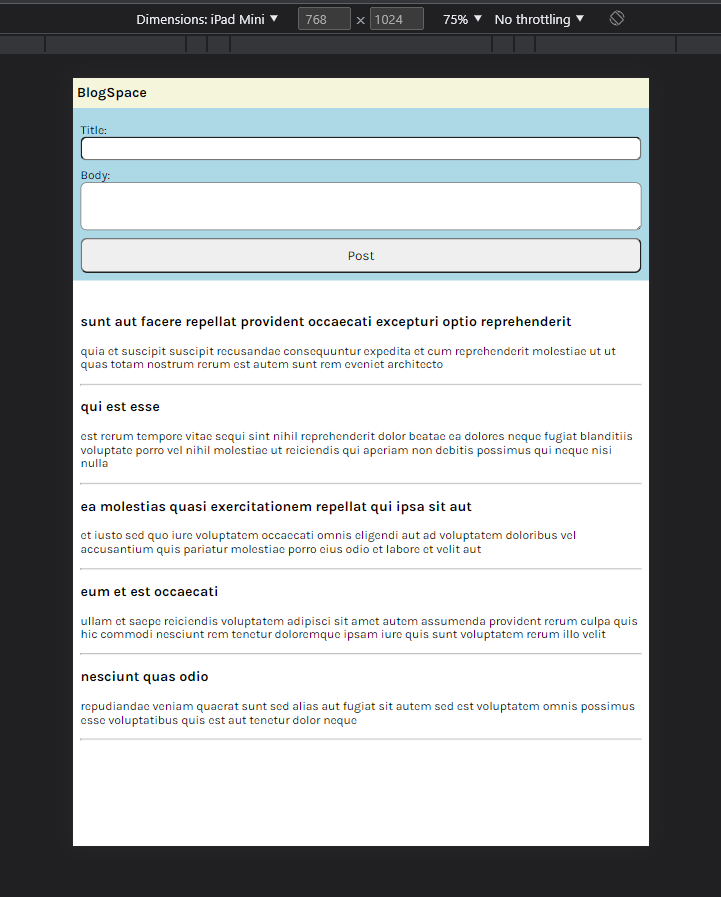 Dimensions: iPad Mini ▼ 768 × 1024 75% ▼ No throttling ▼
BlogSpace
Title:
Body:
Post
sunt aut facere repellat provident occaecati excepturi optio reprehenderit
quia et suscipit suscipit recusandae consequuntur expedita et cum reprehenderit molestiae ut ut
quas totam nostrum rerum est autem sunt rem eveniet architecto
qui est esse
est rerum tempore vitae sequi sint nihil reprehenderit dolor beatae ea dolores neque fugiat blanditiis
voluptate porro vel nihil molestiae ut reiciendis qui aperiam non debitis possimus qui neque nisi
nulla
ea molestias quasi exercitationem repellat qui ipsa sit aut
et iusto sed quo iure voluptatem occaecati omnis eligendi aut ad voluptatem doloribus vel
accusantium quis pariatur molestiae porro eius odio et labore et velit aut
eum et est occaecati
ullam et saepe reiciendis voluptatem adipisci sit amet autem assumenda provident rerum culpa quis
hic commodi nesciunt rem tenetur doloremque ipsam iure quis sunt voluptatem rerum illo velit
nesciunt quas odio
repudiandae veniam quaerat sunt sed alias aut fugiat sit autem sed est voluptatem omnis possimus
esse voluptatibus quis est aut tenetur dolor neque